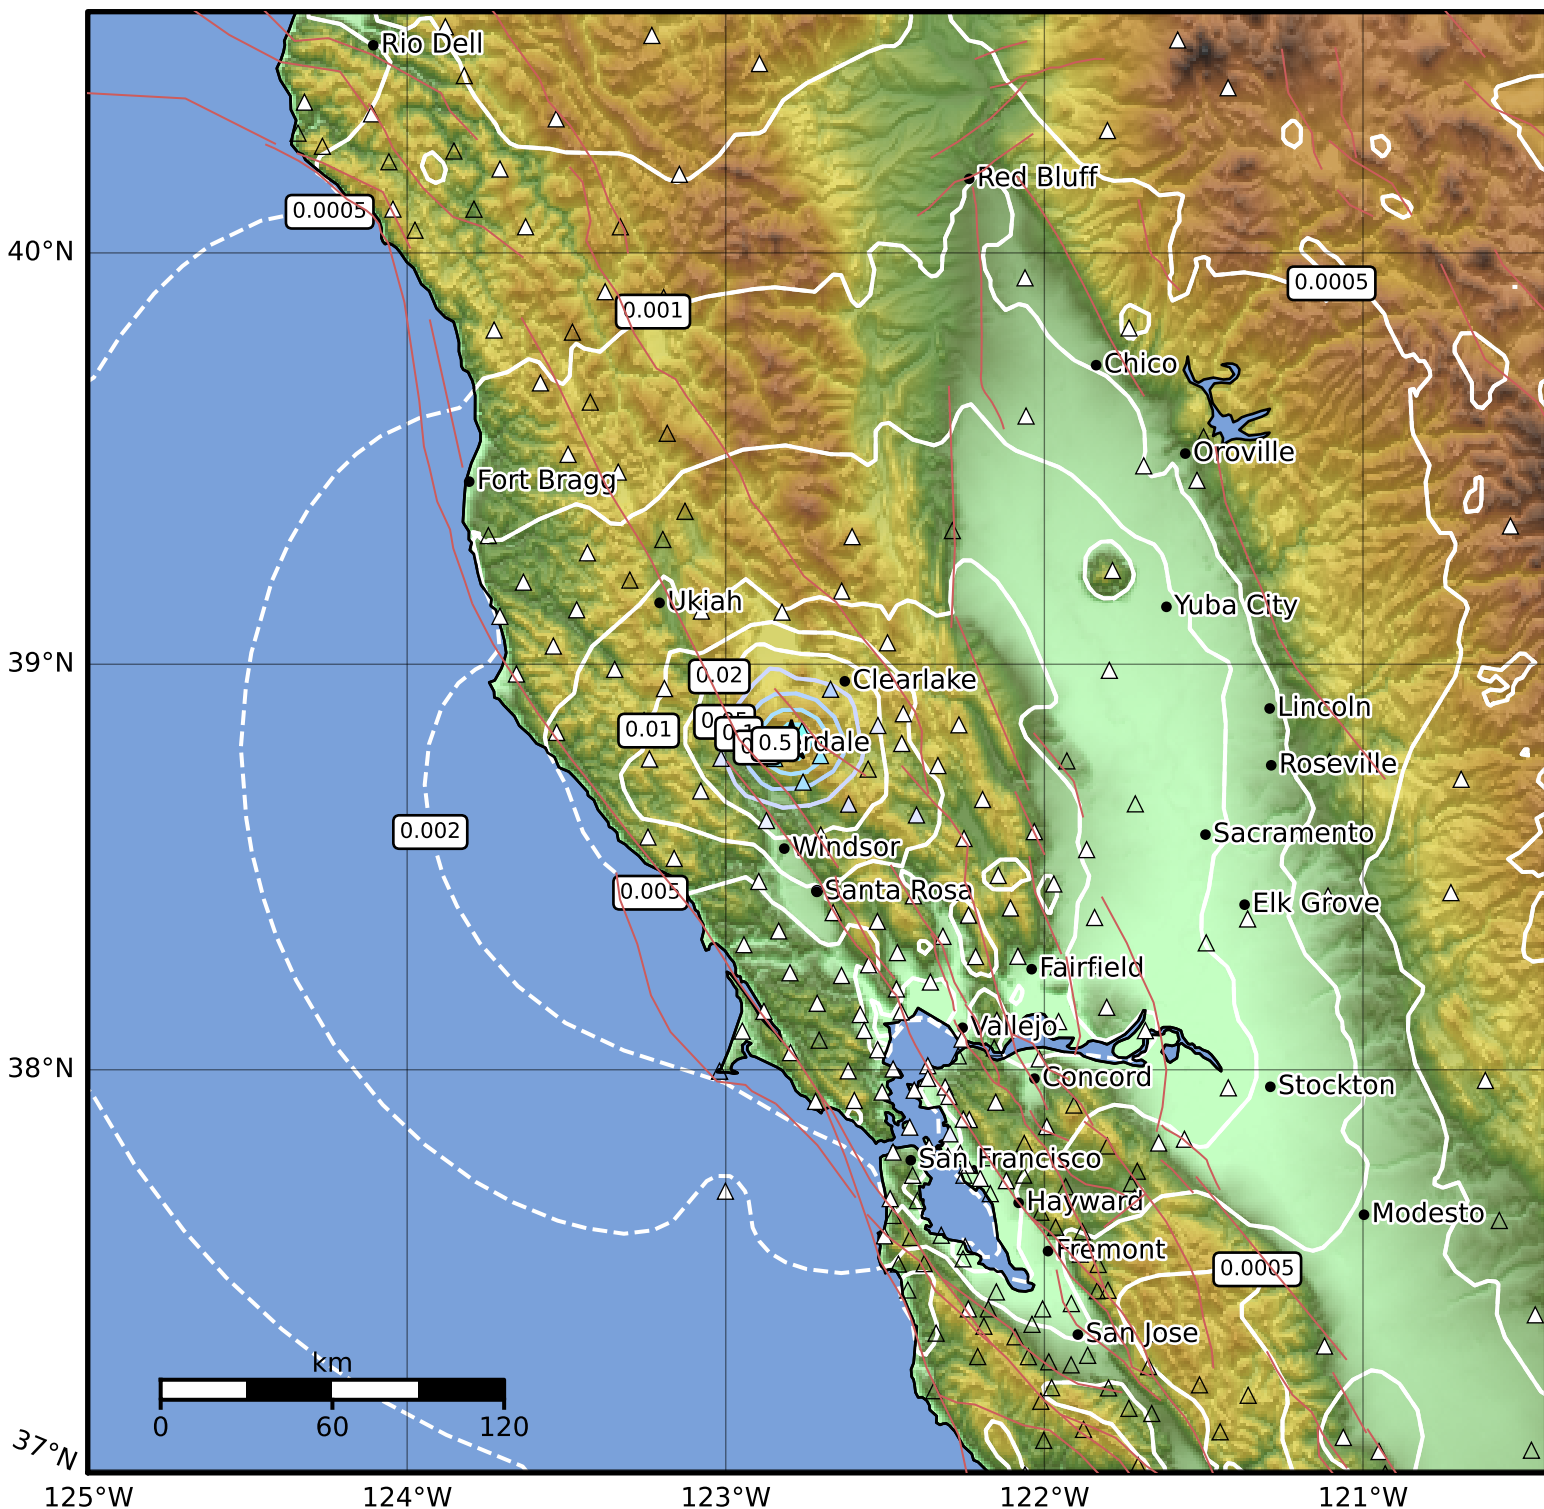 Rio Dell
Red Bluff
0.0005
40°N
0.0005
0.001
Chico
Oroville
Fort Bragg
Ukiah
Yuba City
39°N
0.02
Clearlake
Lincoln
0.01
0.1
0.5
rdale
Roseville
0.002
Sacramento
Windsor
0.005
Santa Rosa
Elk Grove
Fairfield
Vallejo
38°N
Concord
Stockton
San Francisco
Hayward
Modesto
Fremont
0.0005
San Jose
km
0
60
120
37°N
125°W
124°W
123°W
122°W
121°W